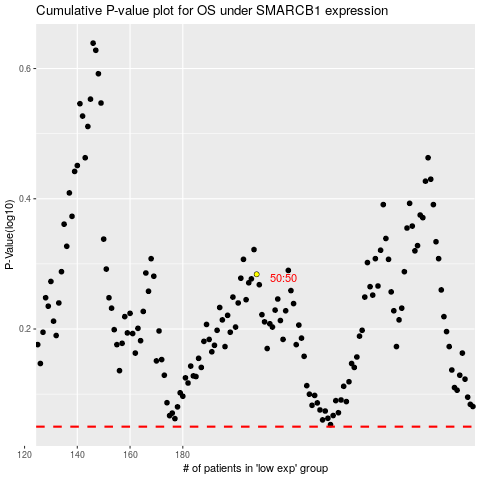 Cumulative P-value plot for OS under SMARCB1 expression
P-Value(log10)
0.6
0.4
0.2
50:50
120 140 160 180
# of patients in 'low exp' group